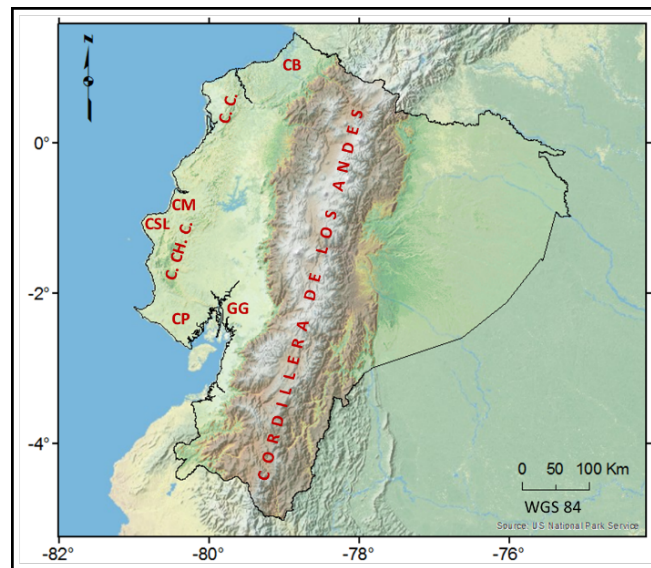 N
CB
C. C.
0°
CM
CSL
C. CH. C.
-2°
CP
GG
CORDILLERA DE LOS ANDES
-4°
0 50 100 Km
WGS 84
Source: US National Park Service
-82
-80
-78
-76